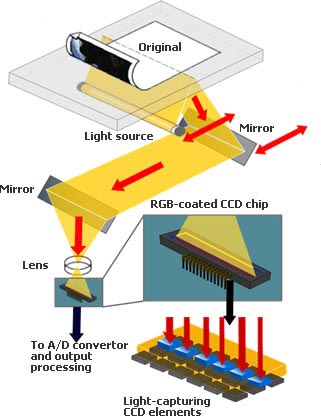 Original
Light source
Mirror
Mirror
RGB-coated CCD chip
Lens
To A/D convertor
and output
processing
Light-capturing
CCD elements